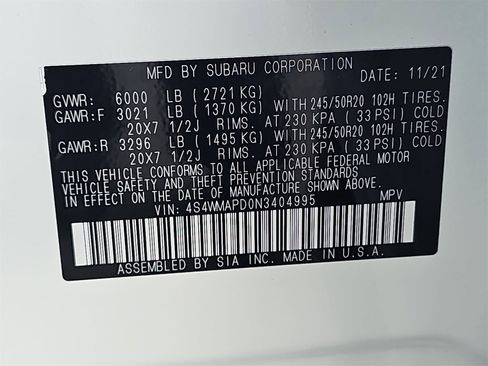 MFD BY SUBARU CORPORATION
DATE: 11/21
GVWR: 6000 LB (2721 KG)
GAWR:F 3021 LB (1370 KG) WITH 245/50R20 102H TIRES.
20X7 1/2J RIMS. AT 230 KPA (33 PSI) COLD
GAWR:R 3296 LB (1495 KG) WITH 245/50R20 102H TIRES.
20X7 1/2J RIMS. AT 230 KPA (33 PSI) COLD
THIS VEHICLE CONFORMS TO ALL APPLICABLE FEDERAL MOTOR
VEHICLE SAFETY AND THEFT PREVENTION STANDARDS
IN EFFECT ON THE DATE OF MANUFACTURE SHOWN ABOVE.
VIN: 4S4WMAPD0N3404995 MPV
ASSEMBLED BY SIA INC. MADE IN U.S.A.